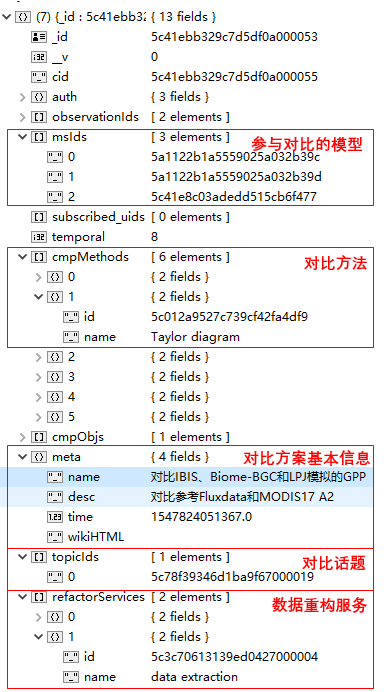 (7) {_id : 5c41ebb32 { 13 fields }
_id 5c41ebb329c7d5df0a000053
__v 0
cid 5c41ebb329c7d5df0a000055
auth { 3 fields }
observationIds [ 2 elements ]
msIds [ 3 elements ] 参与对比的模型
0 5a1122b1a5559025a032b39c
1 5a1122b1a5559025a032b39d
2 5c41e8c03adedd515cb6f477
subscribed_uids [ 0 elements ]
temporal 8
cmpMethods [ 6 elements ] 对比方法
0 { 2 fields }
1 { 2 fields }
id 5c012a9527c739cf42fa4df9
name Taylor diagram
2 { 2 fields }
3 { 2 fields }
4 { 2 fields }
5 { 2 fields }
cmpObjs [ 1 elements ]
meta { 4 fields } 对比方案基本信息
name 对比IBIS、Biome-BGC和LPJ模拟的GPP
desc 对比参考Fluxdata和MODIS17 A2
time 1547824051367.0
wikiHTML
topicIds [ 1 elements ] 对比话题
0 5c78f39346d1ba9f67000019
refactorServices [ 2 elements ] 数据重构服务
0 { 2 fields }
1 { 2 fields }
id 5c3c70613139ed0427000004
name data extraction